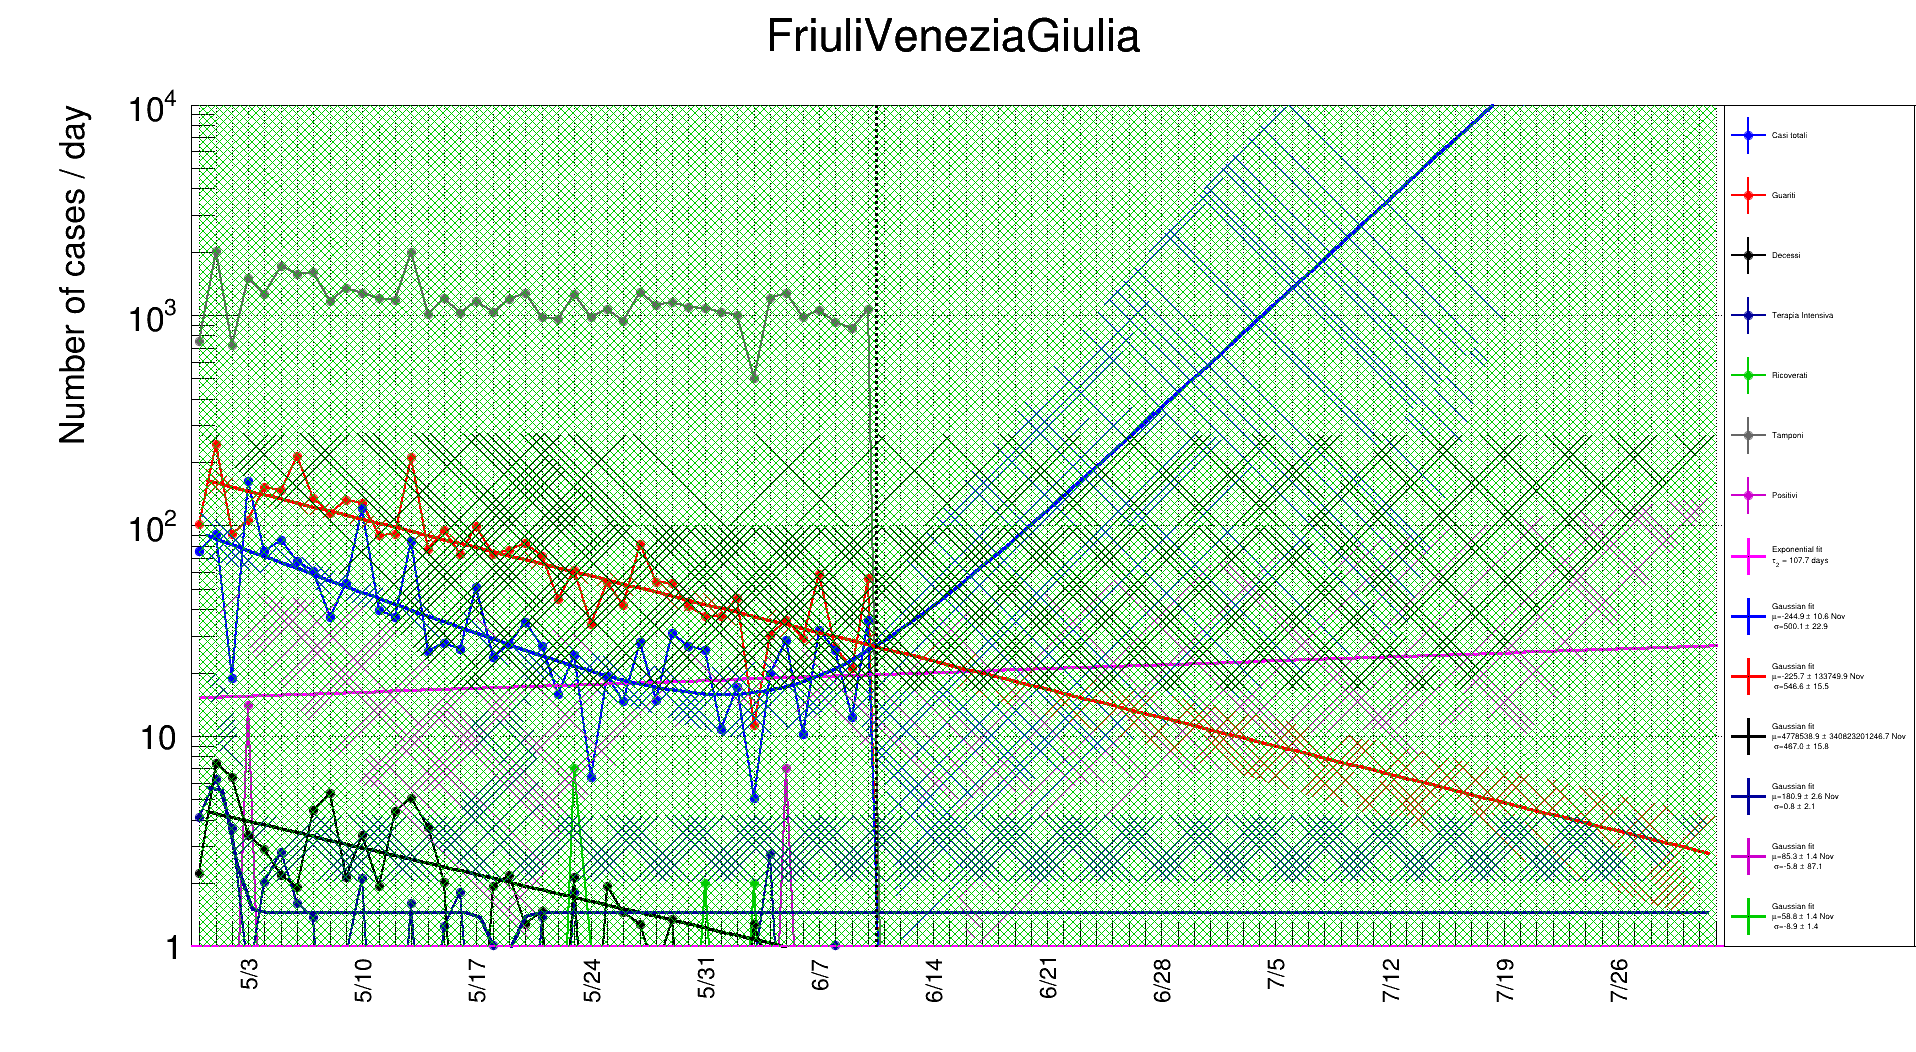 FriuliVeneziaGiulia
Number of cases / day
10^4
10^3
10^2
10
1
5/3
5/10
5/17
5/24
5/31
6/7
6/14
6/21
6/28
7/5
7/12
7/19
7/26
Casi totali
Guariti
Decessi
Terapia Intensiva
Ricoverati
Tamponi
Positivi
Exponential fit
τ_2 = 107.7 days
Gaussian fit
μ=-244.9 ± 10.6 Nov
σ=500.1 ± 22.9
Gaussian fit
μ=-225.7 ± 133749.9 Nov
σ=546.6 ± 15.5
Gaussian fit
μ=4778538.9 ± 340823201246.7 Nov
σ=467.0 ± 15.8
Gaussian fit
μ=180.9 ± 2.6 Nov
σ=0.8 ± 2.1
Gaussian fit
μ=85.3 ± 1.4 Nov
σ=-5.8 ± 87.1
Gaussian fit
μ=58.8 ± 1.4 Nov
σ=-8.9 ± 1.4